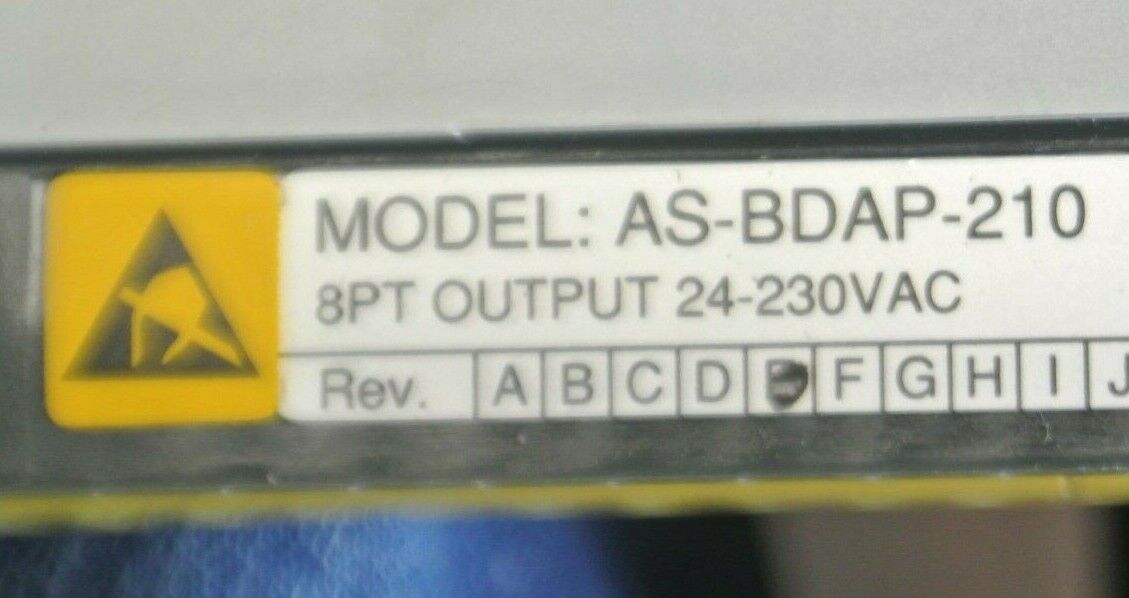 MODEL: AS-BDAP-210
8PT OUTPUT 24-230VAC
Rev. A B C D F G H I J